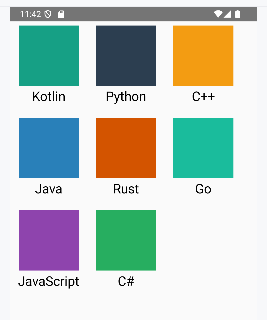 11:42
Kotlin Python C++
Java Rust Go
JavaScript C#